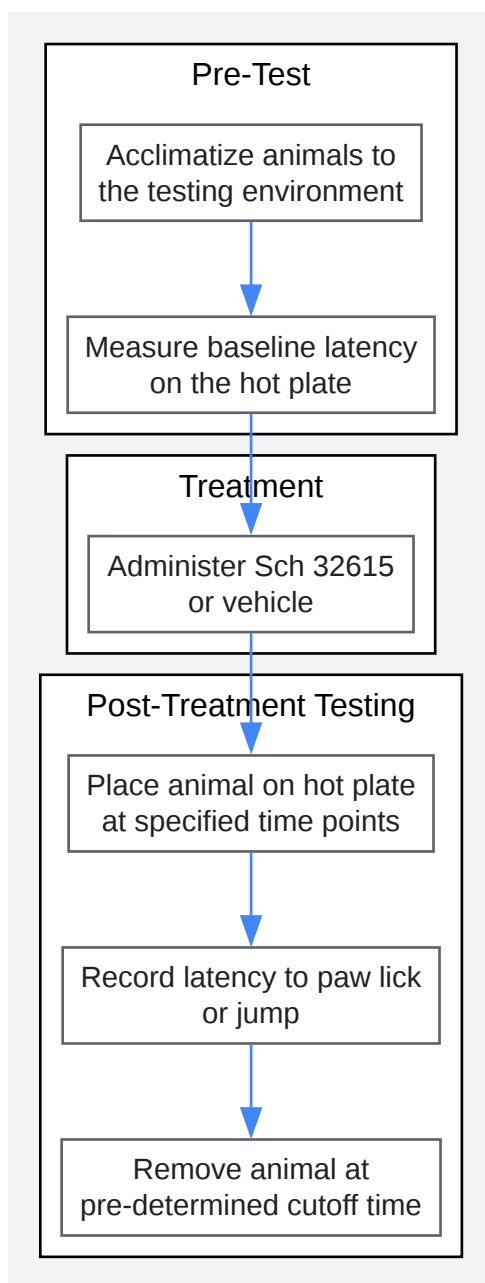 Pre-Test
Acclimatize animals to
the testing environment
Measure baseline latency
on the hot plate
Treatment
Administer Sch 32615
or vehicle
Post-Treatment Testing
Place animal on hot plate
at specified time points
Record latency to paw lick
or jump
Remove animal at
pre-determined cutoff time